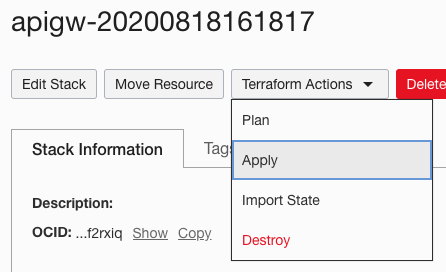 apigw-20200818161817
Edit Stack Move Resource Terraform Actions Delete
Plan
Apply
Import State
Destroy
Stack Information Tags
Description:
OCID: ...f2rxiq Show Copy